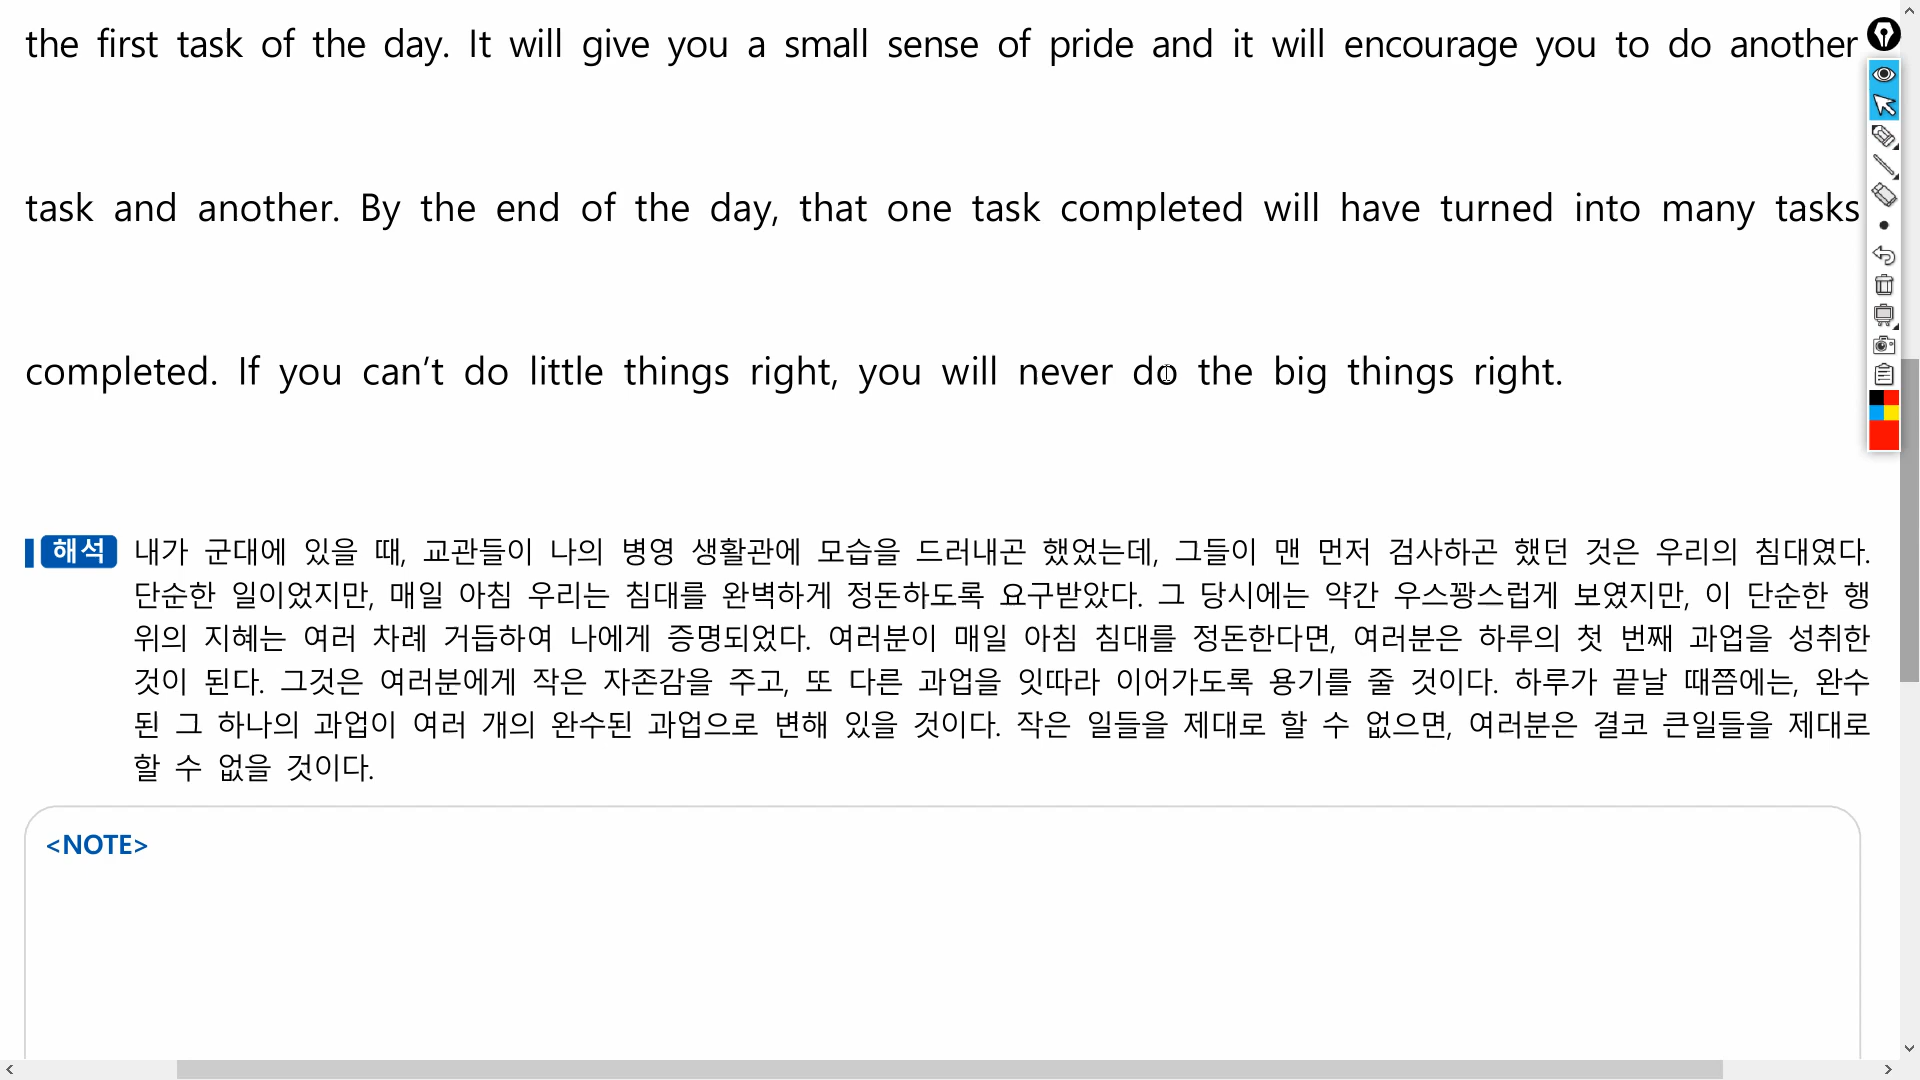 the first task of the day. It will give you a small sense of pride and it will encourage you to do another
task and another. By the end of the day, that one task completed will have turned into many tasks
completed. If you can't do little things right, you will never do the big things right.
해석 내가 군대에 있을 때, 교관들이 나의 병영 생활관에 모습을 드러내곤 했었는데, 그들이 맨 먼저 검사하곤 했던 것은 우리의 침대였다.
단순한 일이었지만, 매일 아침 우리는 침대를 완벽하게 정돈하도록 요구받았다. 그 당시에는 약간 우스꽝스럽게 보였지만, 이 단순한 행
위의 지혜는 여러 차례 거듭하여 나에게 증명되었다. 여러분이 매일 아침 침대를 정돈한다면, 여러분은 하루의 첫 번째 과업을 성취한
것이 된다. 그것은 여러분에게 작은 자존감을 주고, 또 다른 과업을 잇따라 이어가도록 용기를 줄 것이다. 하루가 끝날 때쯤에는, 완수
된 그 하나의 과업이 여러 개의 완수된 과업으로 변해 있을 것이다. 작은 일들을 제대로 할 수 없으면, 여러분은 결코 큰일들을 제대로
할 수 없을 것이다.
<NOTE>